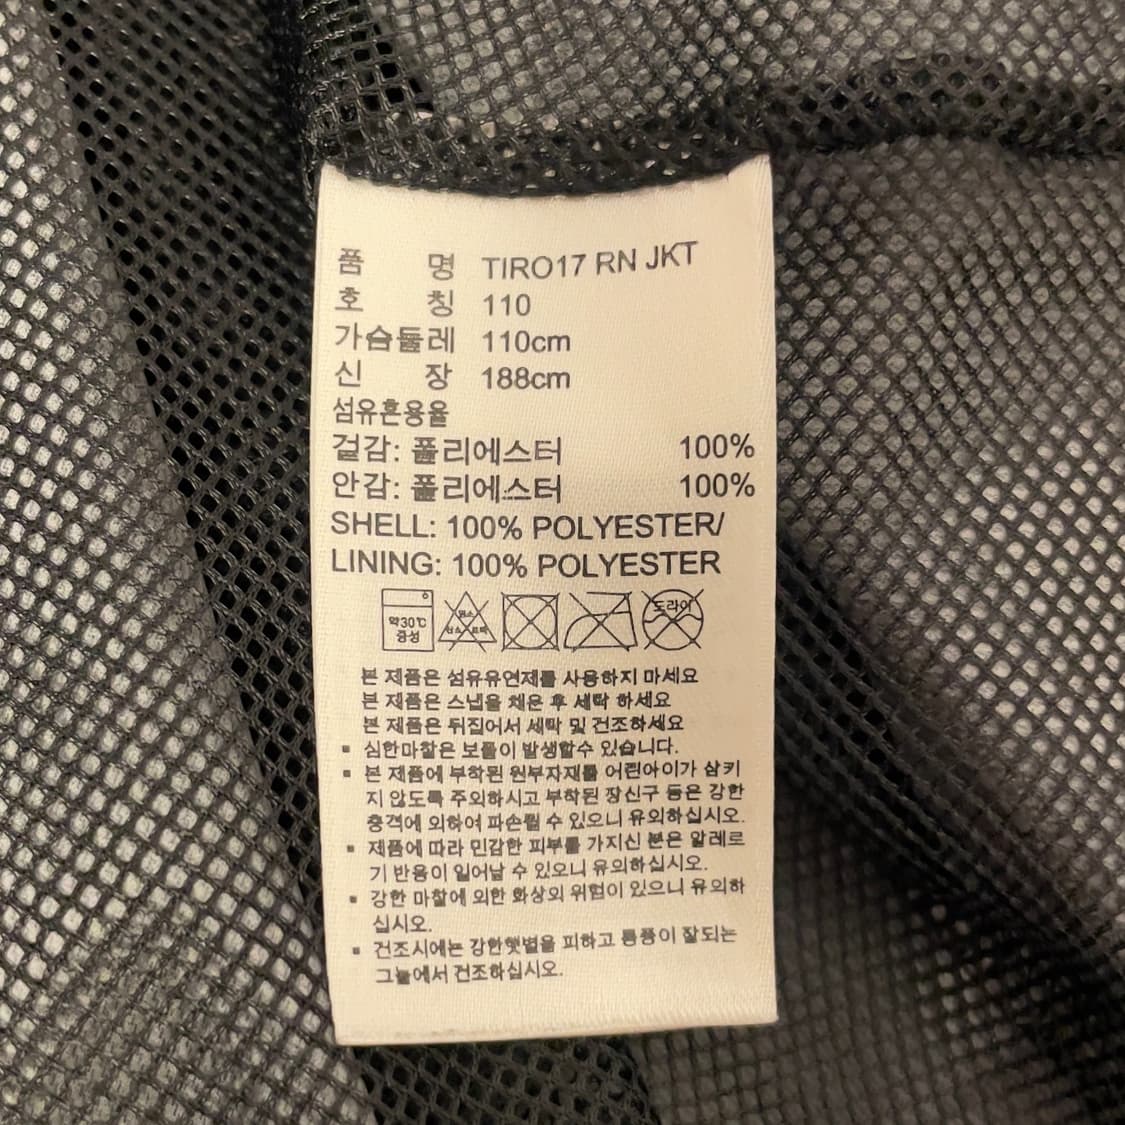 품 명 TIRO17 RN JKT
호 칭 110
가슴둘레 110cm
신 장 188cm
섬유혼용율
겉감: 폴리에스터 100%
안감: 폴리에스터 100%
SHELL: 100% POLYESTER/
LINING: 100% POLYESTER
약30℃
중성
염소
산소 표백
드라이
본 제품은 섬유유연제를 사용하지 마세요
본 제품은 스냅을 채운 후 세탁 하세요
본 제품은 뒤집어서 세탁 및 건조하세요
▪ 심한마찰은 보풀이 발생할수 있습니다.
▪ 본 제품에 부착된 원부자재를 어린아이가 삼키
지 않도록 주의하시고 부착된 장신구 등은 강한
충격에 의하여 파손될 수 있으니 유의하십시오.
▪ 제품에 따라 민감한 피부를 가지신 분은 알레르
기 반응이 일어날 수 있으니 유의하십시오.
▪ 강한 마찰에 의한 화상의 위험이 있으니 유의하
십시오.
▪ 건조시에는 강한햇볕을 피하고 통풍이 잘되는
그늘에서 건조하십시오.